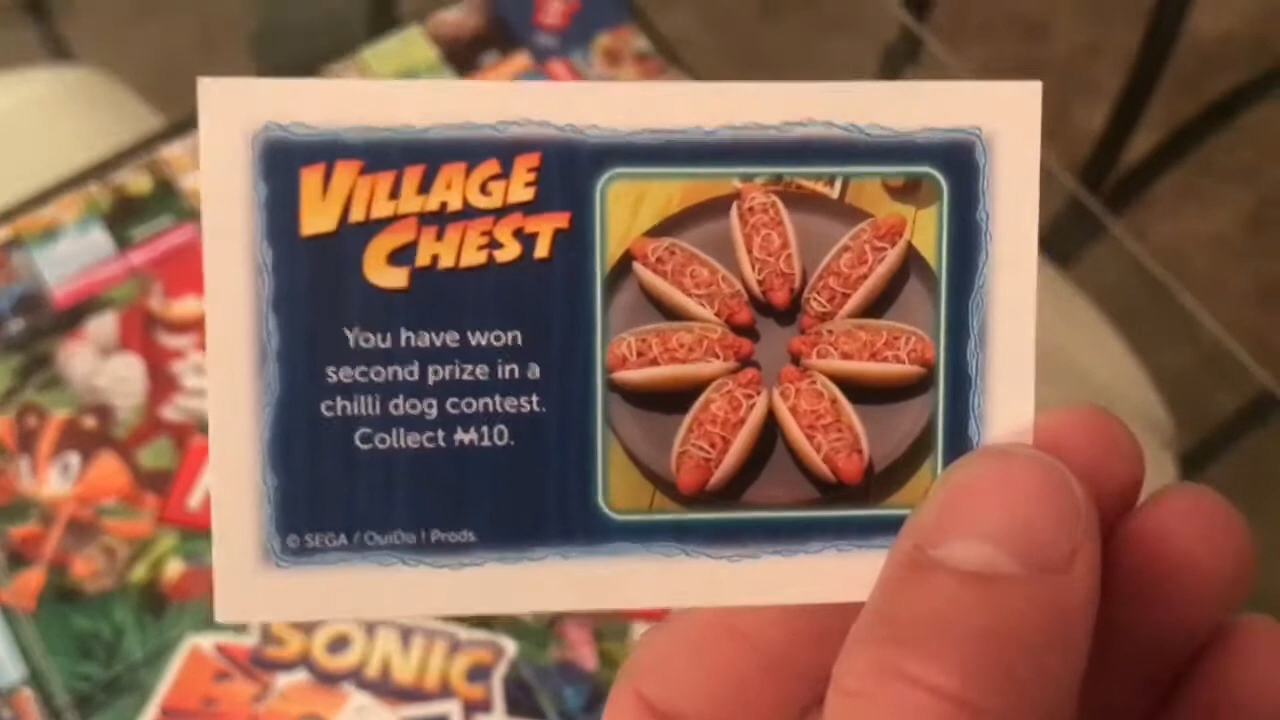 VILLAGE
CHEST
You have won
second prize in a
chilli dog contest.
Collect M10.
© SEGA / OuiDo ! Prods.
SONIC